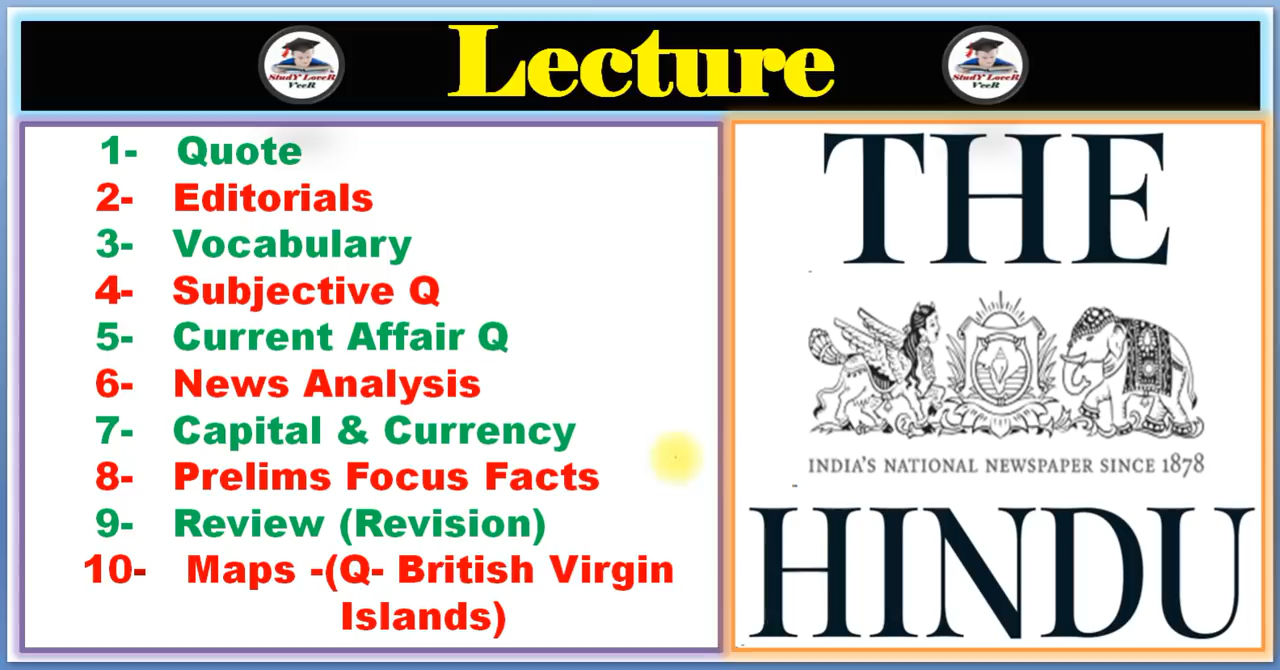 StudY LoveR
VeeR
Lecture
StudY LoveR
VeeR
1- Quote
2- Editorials
3- Vocabulary
4- Subjective Q
5- Current Affair Q
6- News Analysis
7- Capital & Currency
8- Prelims Focus Facts
9- Review (Revision)
10- Maps -(Q- British Virgin
Islands)
THE
INDIA'S NATIONAL NEWSPAPER SINCE 1878
HINDU